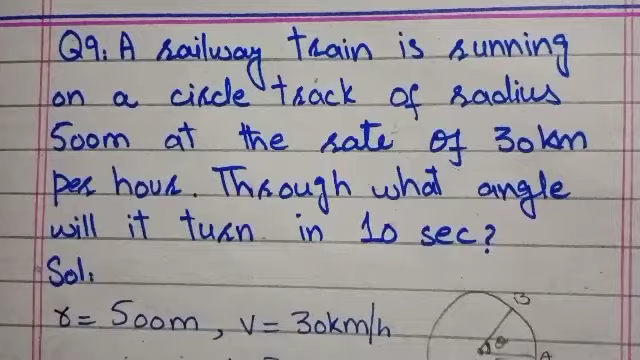 Q9. A railway train is running
on a circle track of radius
500m at the rate of 30km
per hour. Through what angle
will it turn in 10 sec?
Sol.
r = 500m, v = 30km/h
B
θ
A